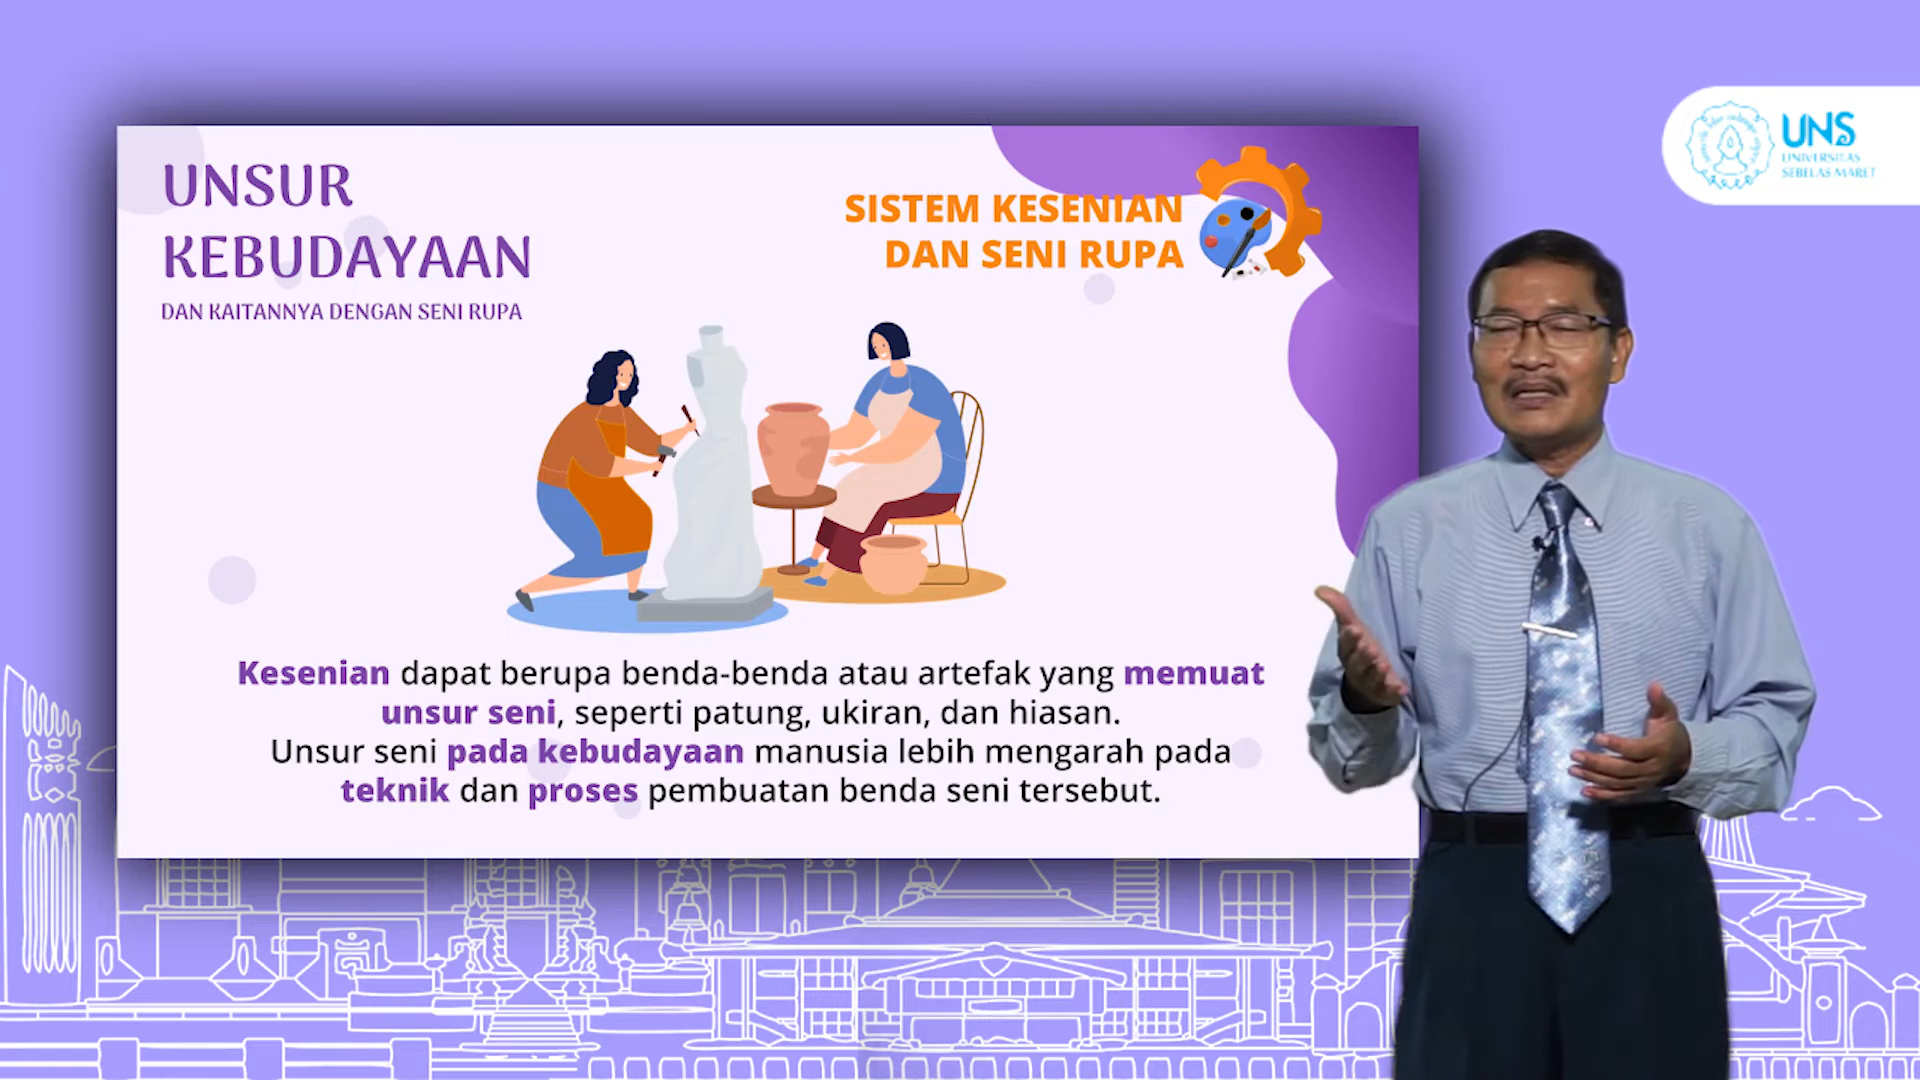 UNSUR
KEBUDAYAAN
DAN KAITANNYA DENGAN SENI RUPA
SISTEM KESENIAN
DAN SENI RUPA
Kesenian dapat berupa benda-benda atau artefak yang memuat
unsur seni, seperti patung, ukiran, dan hiasan.
Unsur seni pada kebudayaan manusia lebih mengarah pada
teknik dan proses pembuatan benda seni tersebut.
UNS
UNIVERSITAS
SEBELAS MARET